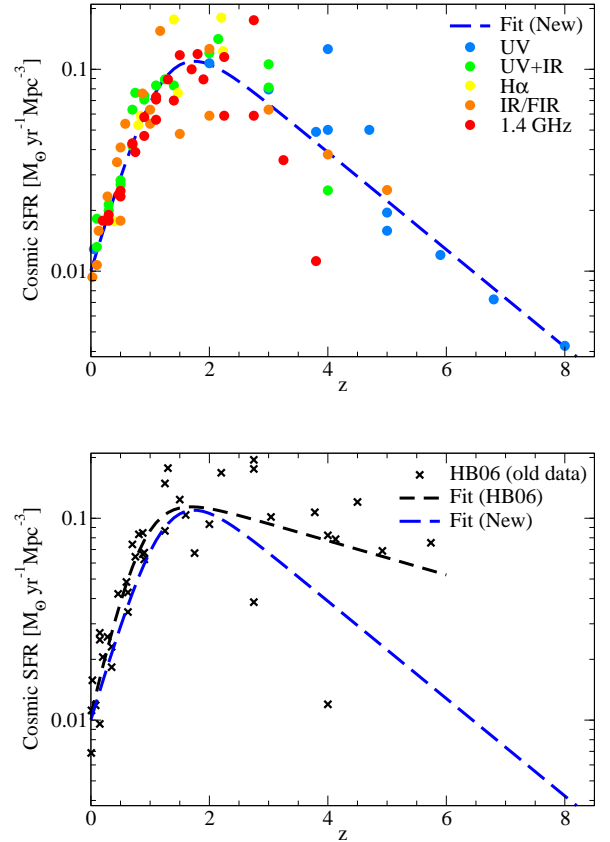 Cosmic SFR [M⊙ yr-1 Mpc-3]
0.1
0.01
0 2 4 6 8
z
Fit (New)
UV
UV+IR
Hα
IR/FIR
1.4 GHz
Cosmic SFR [M⊙ yr-1 Mpc-3]
0.1
0.01
0 2 4 6 8
z
HB06 (old data)
Fit (HB06)
Fit (New)